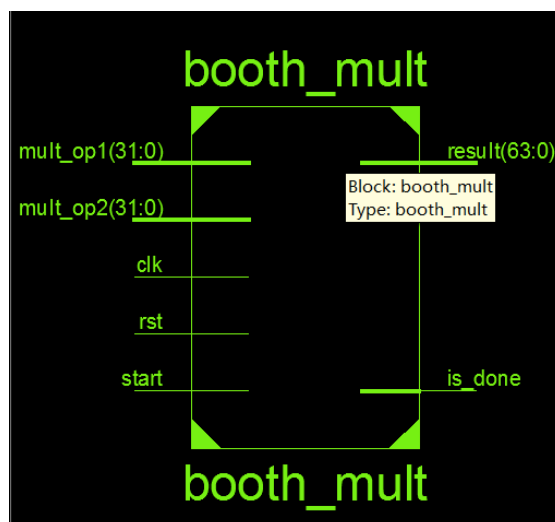 booth_mult
mult_op1(31:0)
result(63:0)
Block: booth_mult
Type: booth_mult
mult_op2(31:0)
clk
rst
start
is_done
booth_mult